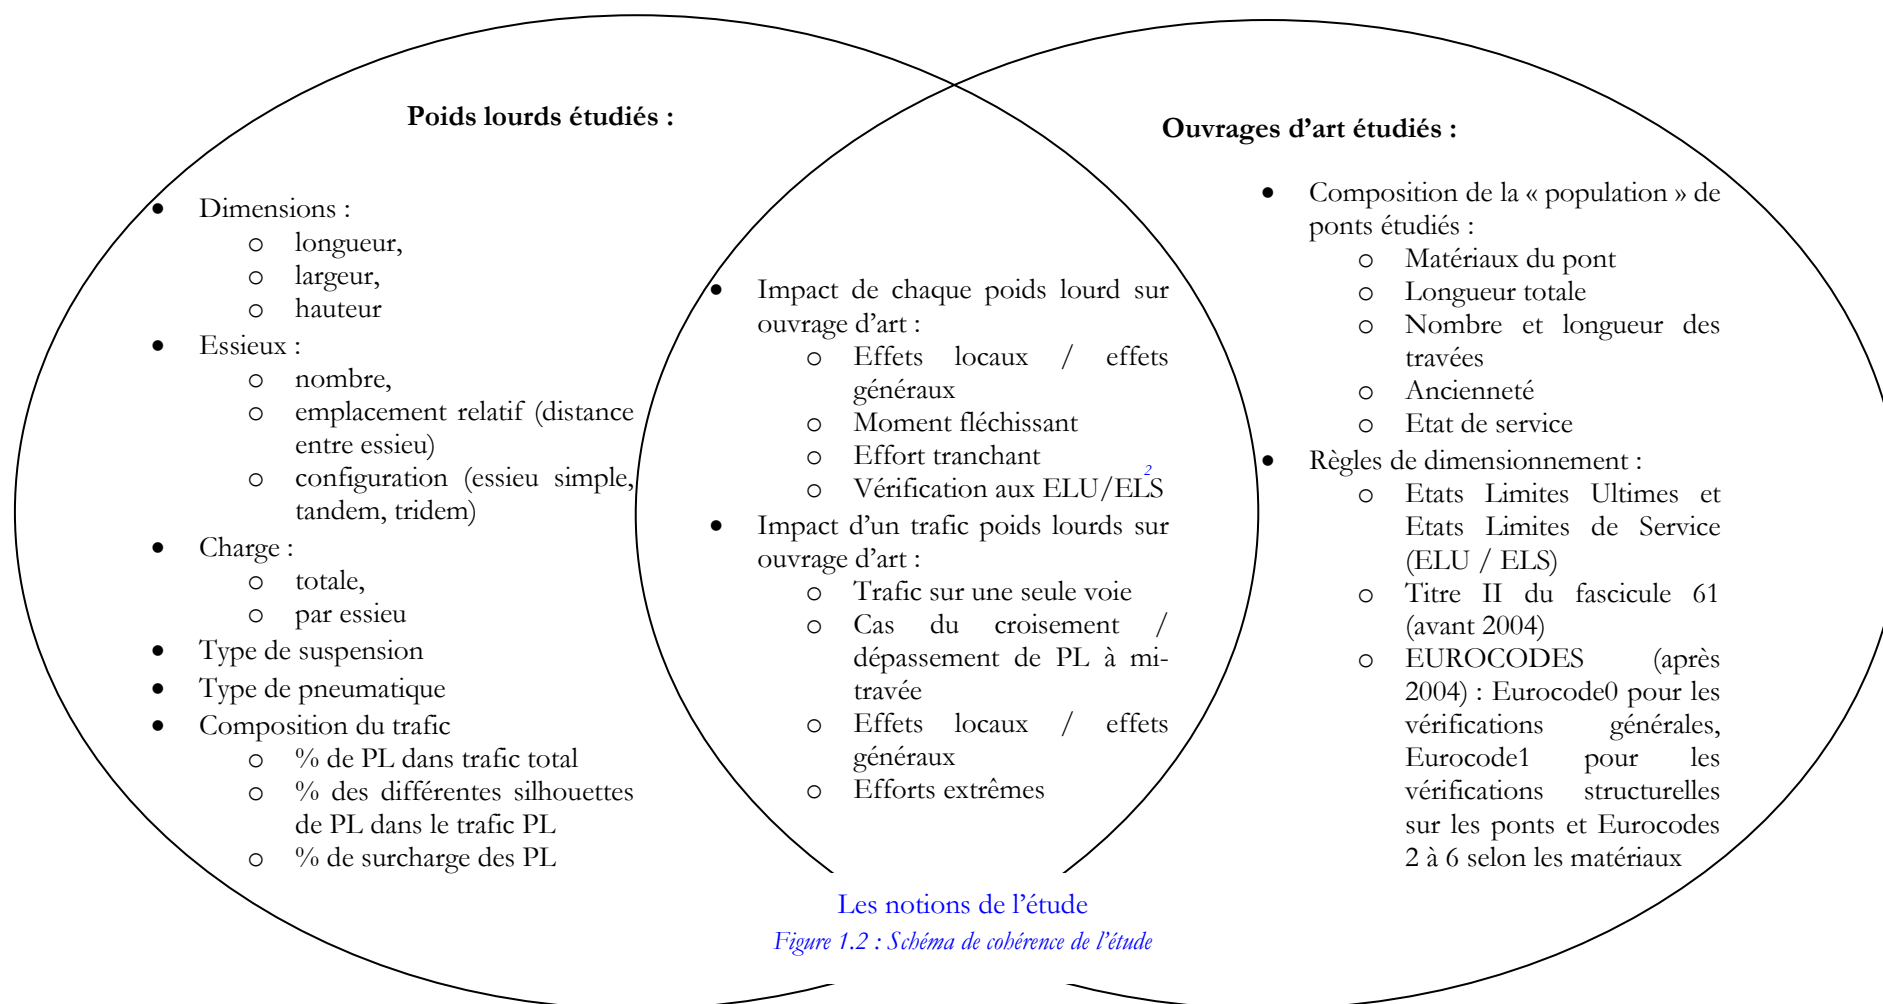 Poids lourds étudiés :
• Dimensions :
o longueur,
o largeur,
o hauteur
• Essieux :
o nombre,
o emplacement relatif (distance
entre essieu)
o configuration (essieu simple,
tandem, tridem)
• Charge :
o totale,
o par essieu
• Type de suspension
• Type de pneumatique
• Composition du trafic
o % de PL dans trafic total
o % des différentes silhouettes
de PL dans le trafic PL
o % de surcharge des PL
• Impact de chaque poids lourd sur
ouvrage d’art :
o Effets locaux / effets
généraux
o Moment fléchissant
o Effort tranchant
o Vérification aux ELU/ELS 2
• Impact d’un trafic poids lourds sur
ouvrage d’art :
o Trafic sur une seule voie
o Cas du croisement /
dépassement de PL à mi-
travée
o Effets locaux / effets
généraux
o Efforts extrêmes
Ouvrages d’art étudiés :
• Composition de la « population » de
ponts étudiés :
o Matériaux du pont
o Longueur totale
o Nombre et longueur des
travées
o Ancienneté
o Etat de service
• Règles de dimensionnement :
o Etats Limites Ultimes et
Etats Limites de Service
(ELU / ELS)
o Titre II du fascicule 61
(avant 2004)
o EUROCODES (après
2004) : Eurocode0 pour les
vérifications générales,
Eurocode1 pour les
vérifications structurelles
sur les ponts et Eurocodes
2 à 6 selon les matériaux
Les notions de l’étude
Figure 1.2 : Schéma de cohérence de l’étude